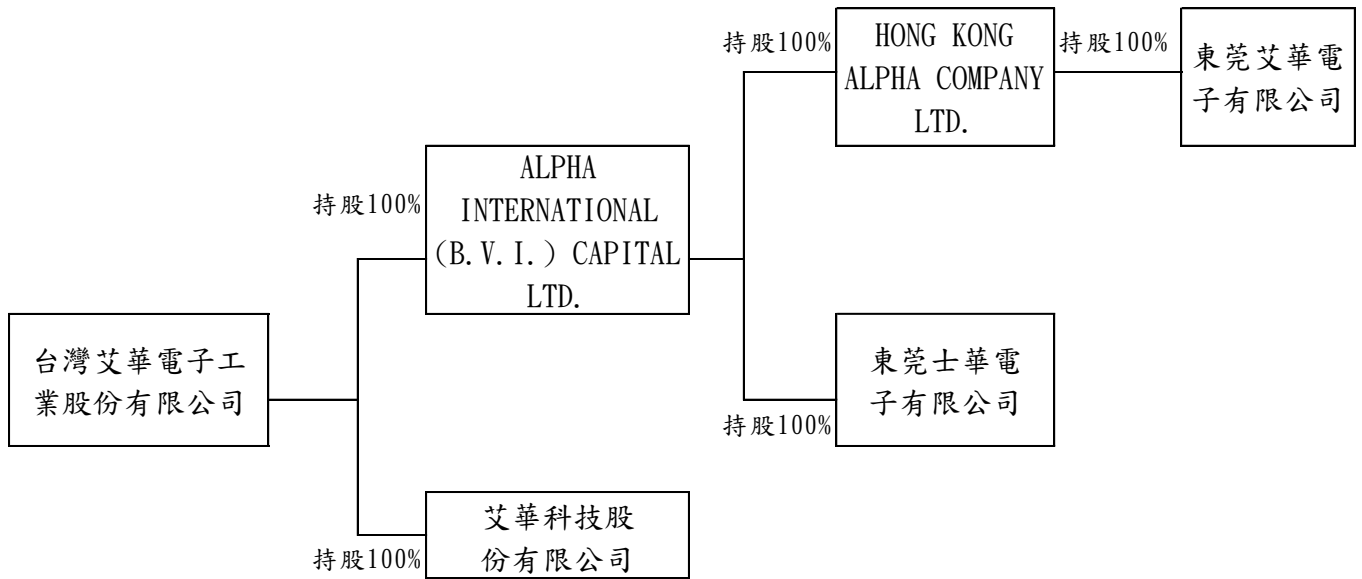 持股100%
HONG KONG
ALPHA COMPANY
LTD.
持股100%
東莞艾華電
子有限公司
持股100%
ALPHA
INTERNATIONAL
(B.V.I.) CAPITAL
LTD.
台灣艾華電子工
業股份有限公司
東莞士華電
子有限公司
持股100%
艾華科技股
份有限公司
持股100%